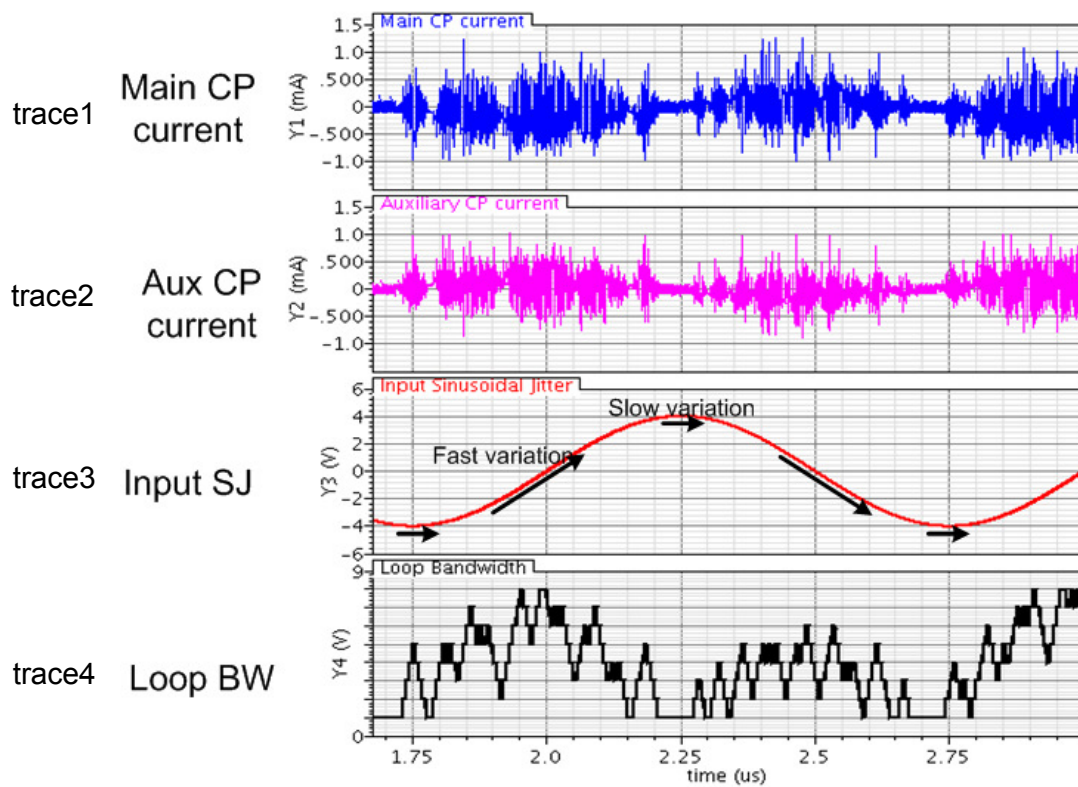 Main CP current
1.5
1.0
.500
0
-.500
-1.0
Y1 (mA)
trace1
Main CP
current
Auxiliary CP current
1.5
1.0
.500
0
-.500
-1.0
Y2 (mA)
trace2
Aux CP
current
Input Sinusoidal Jitter
6
4
2
0
-2
-4
-6
Y3 (V)
Slow variation
Fast variation
trace3
Input SJ
Loop Bandwidth
9
0
Y4 (V)
trace4
Loop BW
1.75
2.0
2.25
2.5
2.75
time (us)